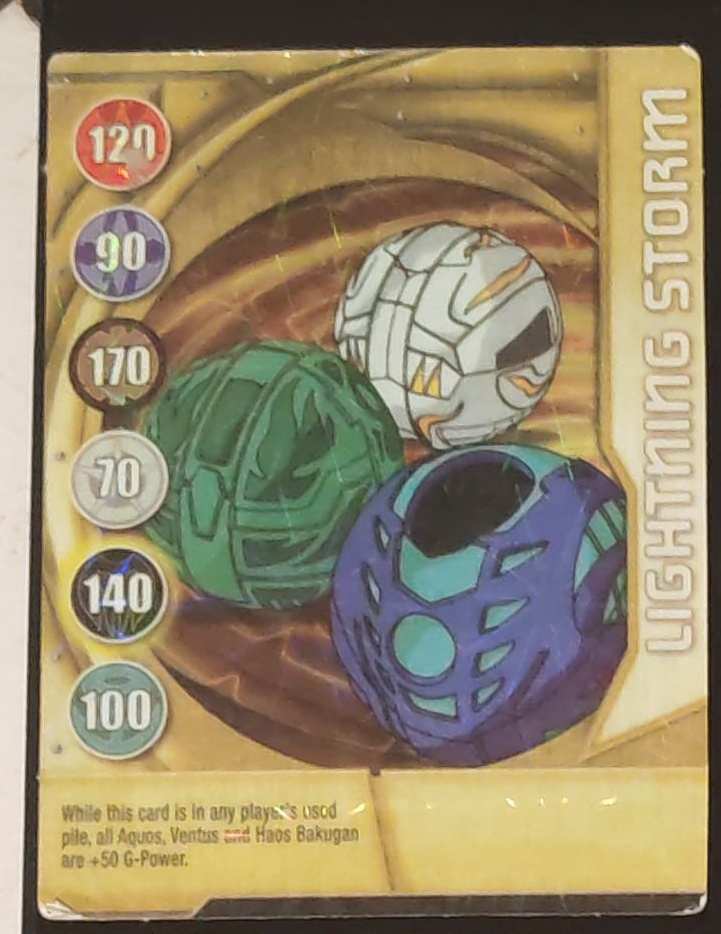 120
90
170
70
140
100
LIGHTNING STORM
While this card is in any player's used
pile, all Aquos, Ventus and Haos Bakugan
are +50 G-Power.